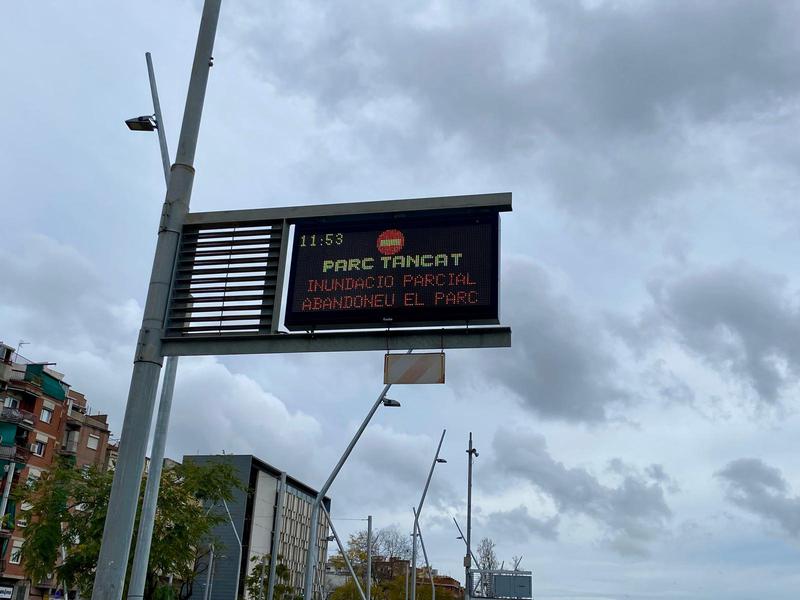 11:53
PARC TANCAT
INUNDACIO PARCIAL
ABANDONEU EL PARC